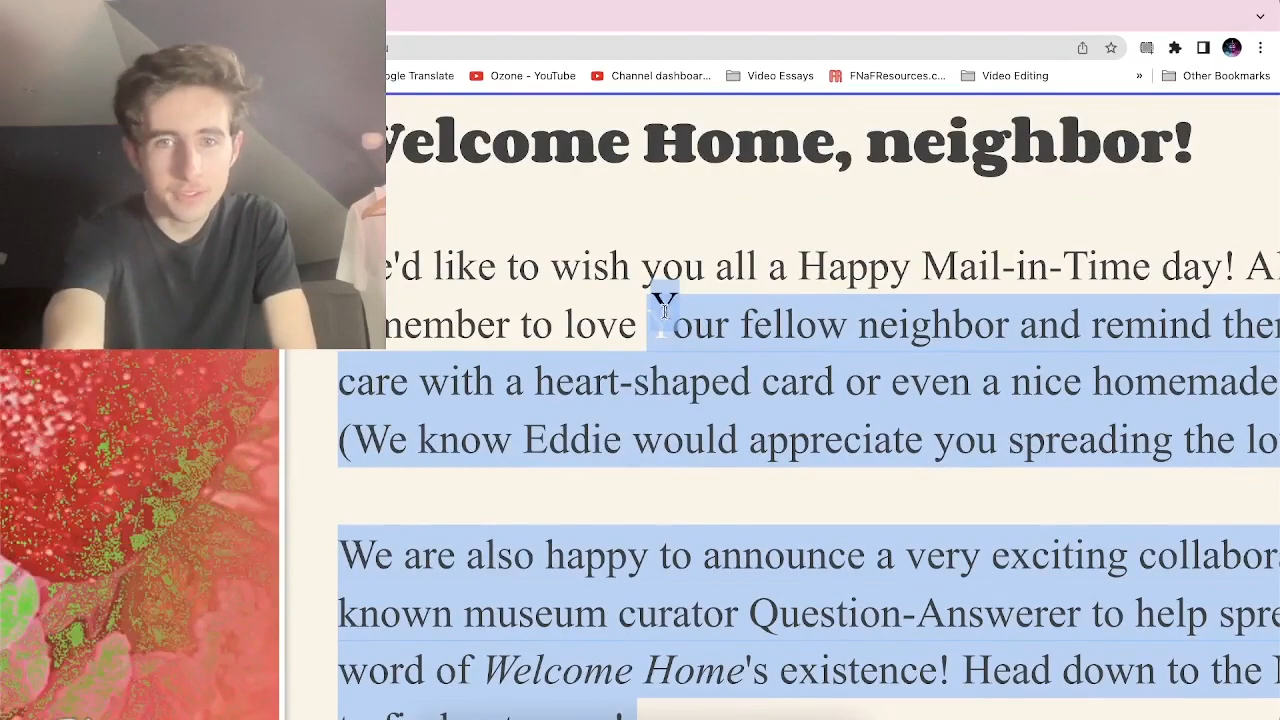 ogle Translate Ozone - YouTube Channel dashboar... Video Essays FNaFResources.c... Video Editing » Other Bookmarks
Welcome Home, neighbor!
e'd like to wish you all a Happy Mail-in-Time day! Al
member to love Your fellow neighbor and remind them
care with a heart-shaped card or even a nice homemade
(We know Eddie would appreciate you spreading the lo
We are also happy to announce a very exciting collabora
known museum curator Question-Answerer to help spre
word of Welcome Home's existence! Head down to the